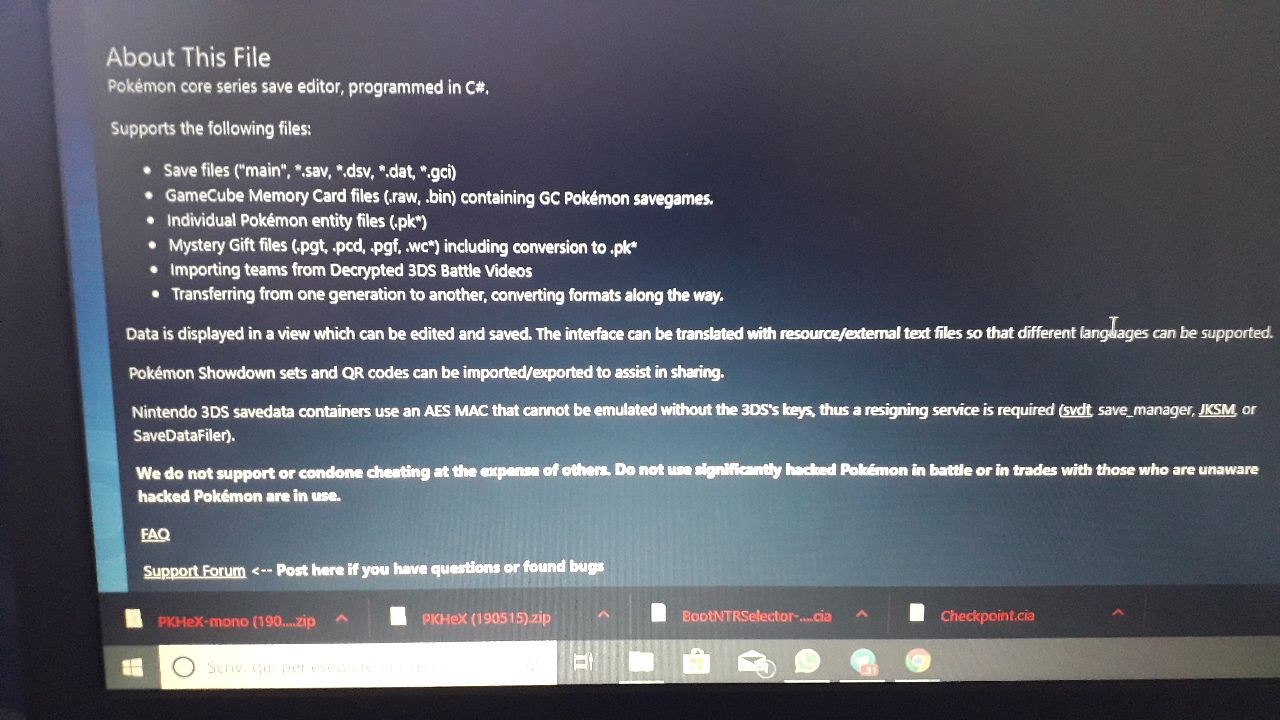 About This File
Pokémon core series save editor, programmed in C#.
Supports the following files:
• Save files ("main", *.sav, *.dsv, *.dat, *.gci)
• GameCube Memory Card files (.raw, .bin) containing GC Pokémon savegames.
• Individual Pokémon entity files (.pk*)
• Mystery Gift files (.pgt, .pcd, .pgf, .wc*) including conversion to .pk*
• Importing teams from Decrypted 3DS Battle Videos
• Transferring from one generation to another, converting formats along the way.
Data is displayed in a view which can be edited and saved. The interface can be translated with resource/external text files so that different languages can be supported.
Pokémon Showdown sets and QR codes can be imported/exported to assist in sharing.
Nintendo 3DS savedata containers use an AES MAC that cannot be emulated without the 3DS's keys, thus a resigning service is required (svdt, save_manager, JKSM, or
SaveDataFiler).
We do not support or condone cheating at the expense of others. Do not use significantly hacked Pokémon in battle or in trades with those who are unaware
hacked Pokémon are in use.
FAQ
Support Forum <-- Post here if you have questions or found bugs
PKHeX-mono (190....zip PKHeX (190515).zip BootNTRSelector-....cia Checkpoint.cia
Scrivi qui per 31